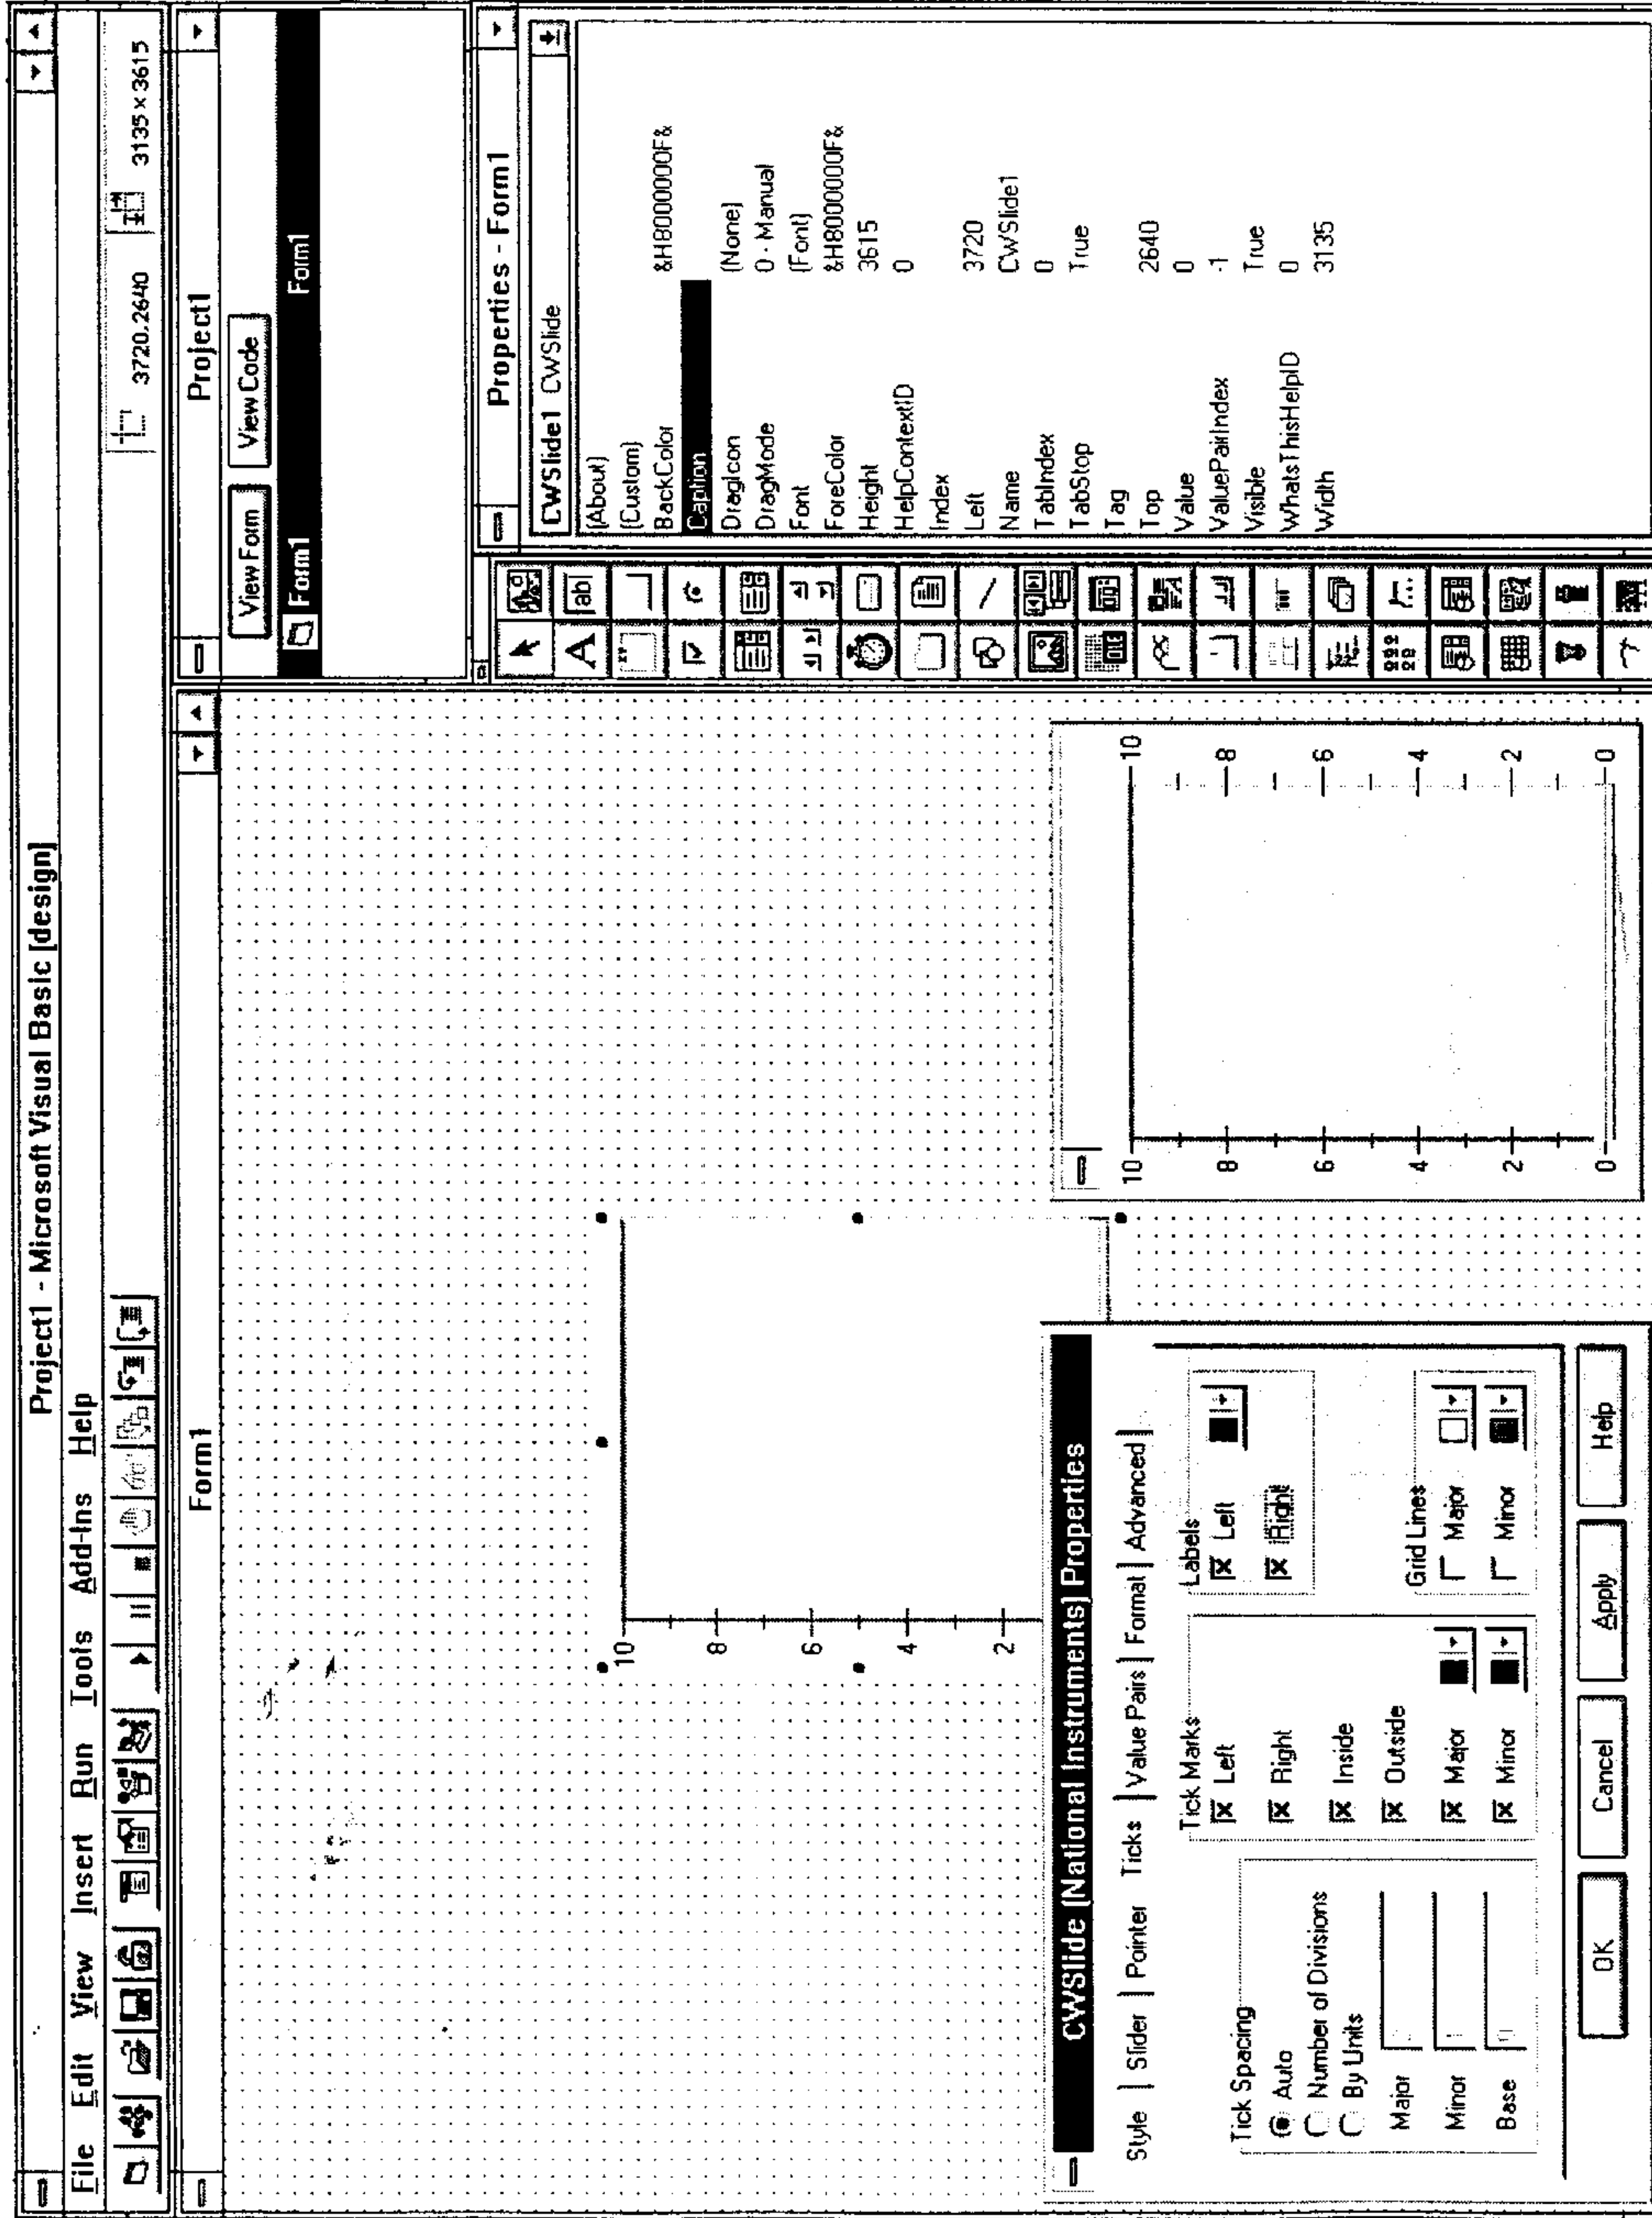 Project1 - Microsoft Visual Basic [design]
File Edit View Insert Run Tools Add-Ins Help
3720,2640
3135 × 3615
Form1
10
8
6
4
2
CWSlide (National Instruments) Properties
Style Slider Pointer Ticks Value Pairs Format Advanced
Tick Spacing
Auto
Number of Divisions
By Units
Major
Minor
Base
Tick Marks
Left
Right
Inside
Outside
Major
Minor
Labels
Left
Right
Grid Lines
Major
Minor
OK Cancel Apply Help
10 10
8 8
6 6
4 4
2 2
0 0
Project1
View Form View Code
Form1 Form1
A ab
Properties - Form1
CWSlide1 CWSlide
(About)
(Custom)
BackColor &H8000000F&
Caption
DragIcon (None)
DragMode 0 - Manual
Font (Font)
ForeColor &H8000000F&
Height 3615
HelpContextID 0
Index
Left 3720
Name CWSlide1
TabIndex 0
TabStop True
Tag
Top 2640
Value 0
ValuePairIndex -1
Visible True
WhatsThisHelpID 0
Width 3135